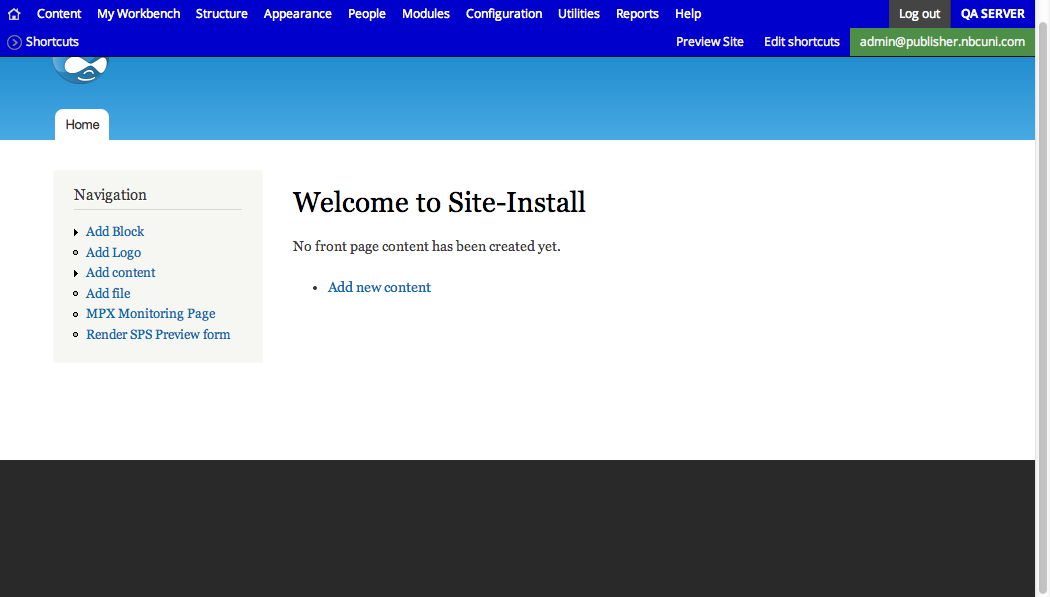 Content My Workbench Structure Appearance People Modules Configuration Utilities Reports Help Log out QA SERVER
Shortcuts Preview Site Edit shortcuts admin@publisher.nbcuni.com
Home
Navigation
Add Block
Add Logo
Add content
Add file
MPX Monitoring Page
Render SPS Preview form
Welcome to Site-Install
No front page content has been created yet.
Add new content